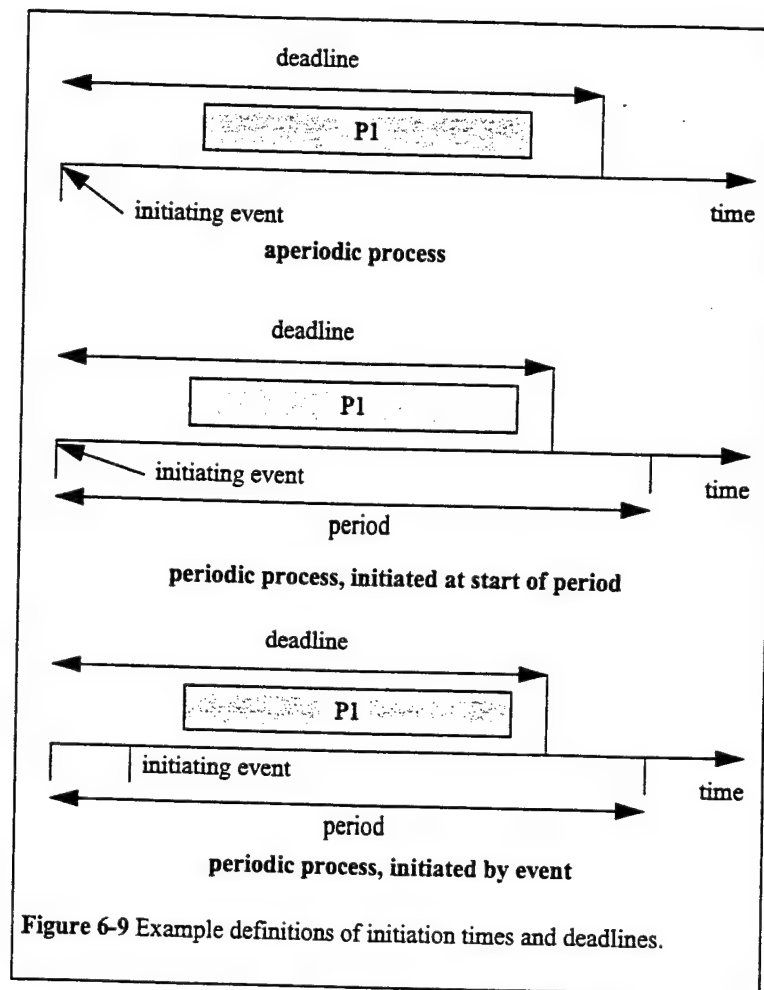 deadline
P1
initiating event
time
aperiodic process
deadline
P1
initiating event
time
period
periodic process, initiated at start of period
deadline
P1
initiating event
time
period
periodic process, initiated by event
Figure 6-9 Example definitions of initiation times and deadlines.